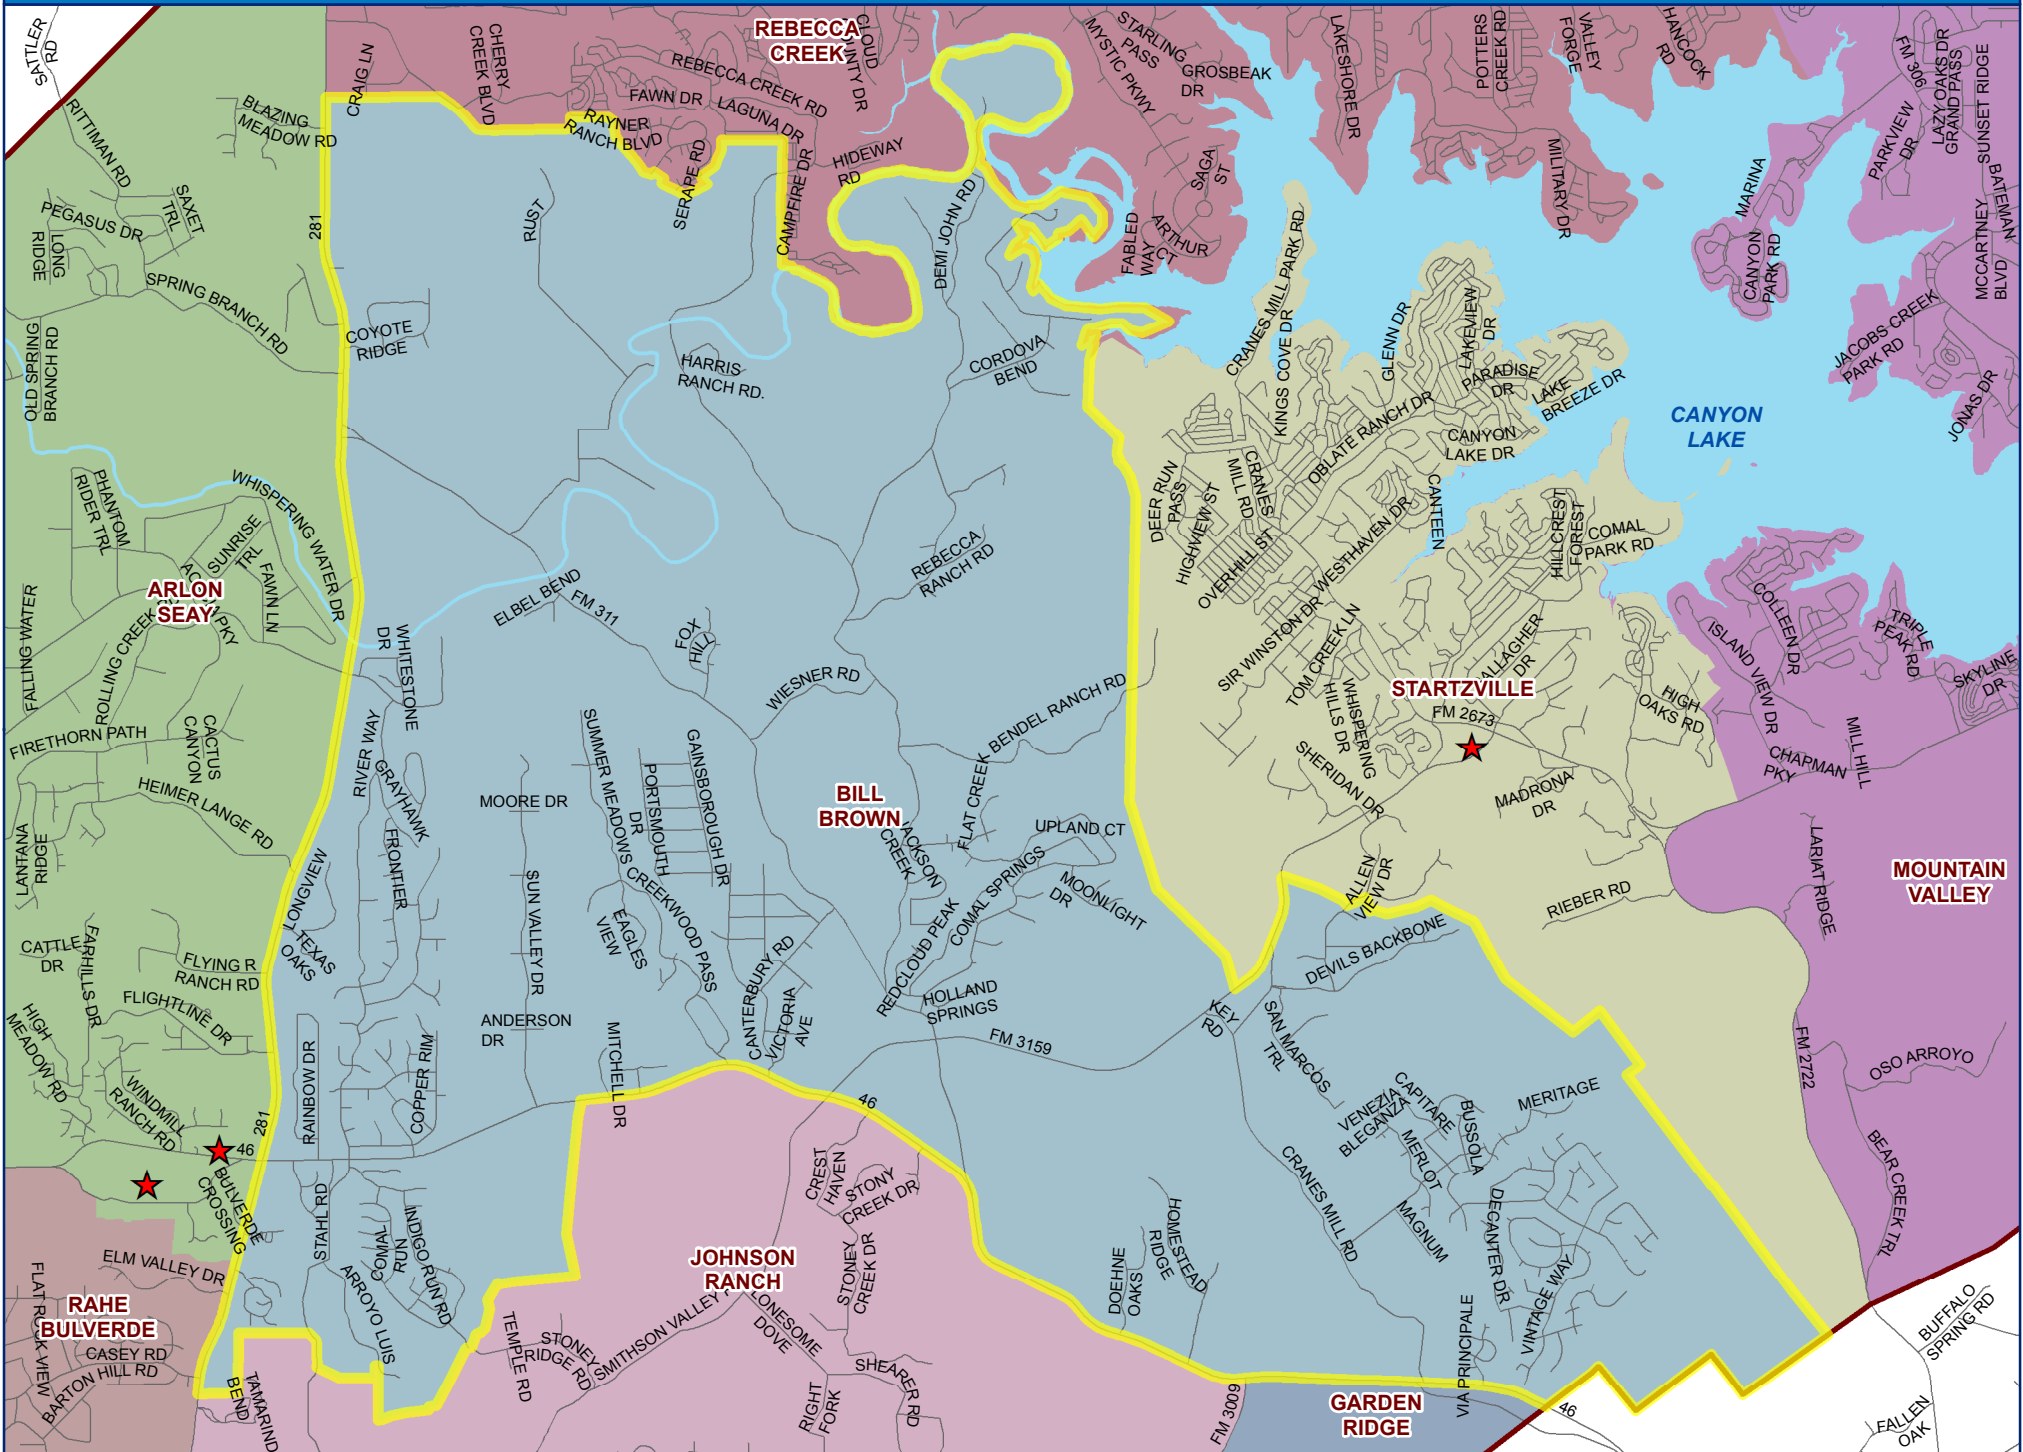 SATTLER
RD
RITTIMAN RD
BLAZING
MEADOW RD
CRAIG LN
CHERRY
CREEK BLVD
REBECCA
CREEK
REBECCA CREEK RD
FAWN DR
LAGUNA DR
RAYNER
RANCH BLVD
SERAPE RD
CAMPFIRE DR
HIDEWAY
RD
MYSTIC PKWY
STARLING
PASS
GROSBEAK
DR
SAGA
ST
FABLED
WAY
ARTHUR
CT
LAKESHORE DR
POTTERS
CREEK RD
VALLEY
FORGE
HANCOCK
RD
MILITARY DR
FM 306
LAZY OAKS DR
GRAND PASS
SUNSET RIDGE
PARKVIEW
DR
BATEMAN
MARINA
CANYON
PARK RD
MCCARTNEY
BLVD
JACOBS CREEK
PARK RD
JONAS DR
SAXET
TRL
PEGASUS DR
LONG
RIDGE
SPRING BRANCH RD
281
RUST
DEMI JOHN RD
COYOTE
RIDGE
OLD SPRING
BRANCH RD
HARRIS
RANCH RD.
CORDOVA
BEND
CRANES MILL PARK RD
KINGS COVE DR
GLENN DR
LAKEVIEW
DR
PARADISE
DR
LAKE
BREEZE DR
OBLATE RANCH DR
CANYON
LAKE DR
CANYON
LAKE
DEER RUN
PASS
HIGHVIEW ST
CRANES
MILL RD
OVERHILL ST
WESTHAVEN DR
CANTEEN
HILLCREST
FOREST
COMAL
PARK RD
PHANTOM
RIDER TRL
WHISPERING WATER DR
SUNRISE
TRL
FAWN LN
ARLON
SEAY
FALLING WATER
ROLLING CREEK
PKY
ELBEL BEND
FM 311
REBECCA
RANCH RD
FOX
HILL
WHITESTONE
DR
WIESNER RD
BENDEL RANCH RD
SIR WINSTON DR
TOM CREEK LN
WHISPERING
HILLS DR
STARTZVILLE
FM 2673
HIGH
OAKS RD
ISLAND VIEW DR
COLLEEN DR
TRIPLE
PEAK RD
SKYLINE
DR
MILL HILL
CHAPMAN
PKY
FIRETHORN PATH
CACTUS
CANYON
HEIMER LANGE RD
RIVER WAY
GRAYHAWK
FRONTIER
MOORE DR
SUMMER MEADOWS
DR
PORTSMOUTH
GAINSBOROUGH DR
BILL
BROWN
FLAT CREEK
JACKSON
CREEK
UPLAND CT
SHERIDAN DR
MADRONA
DR
LANTANA
RIDGE
LONGVIEW
SUN VALLEY DR
EAGLES
VIEW
CREEKWOOD PASS
REDCLOUD PEAK
COMAL SPRINGS
MOONLIGHT
DR
ALLEN
VIEW DR
RIEBER RD
LARIAT RIDGE
MOUNTAIN
VALLEY
CATTLE
DR
FARHILLS DR
FLYING R
RANCH RD
TEXAS
OAKS
CANTERBURY RD
DEVILS BACKBONE
HIGH
MEADOW RD
FLIGHTLINE DR
ANDERSON
DR
MITCHELL DR
VICTORIA
AVE
HOLLAND
SPRINGS
FM 3159
KEY
RD
SAN MARCOS
TRL
FM 2722
OSO ARROYO
WINDMILL
RANCH RD
281
RAINBOW DR
COPPER RIM
46
46
VENEZIA
BLEGANZA
CAPITARE
MERLOT
BUSSOLA
MERITAGE
BULVERDE
CROSSING
STAHL RD
COMAL
RUN
INDIGO RUN RD
CREST
HAVEN
STONY
CREEK DR
HOMESTEAD
RIDGE
CRANES MILL RD
MAGNUM
DECANTER DR
BEAR CREEK TRL
ELM VALLEY DR
JOHNSON
RANCH
STONEY
CREEK DR
DOEHNE
OAKS
VINTAGE WAY
RAHE
BULVERDE
CASEY RD
BARTON HILL RD
ARROYO LUIS
TEMPLE RD
STONEY
RIDGE RD
SMITHSON VALLEY
LONESOME
DOVE
SHEARER RD
VIA PRINCIPALE
BUFFALO
SPRING RD
TAMARIND
BEND
RIGHT
FORK
FM 3009
GARDEN
RIDGE
46
FALLEN
OAK